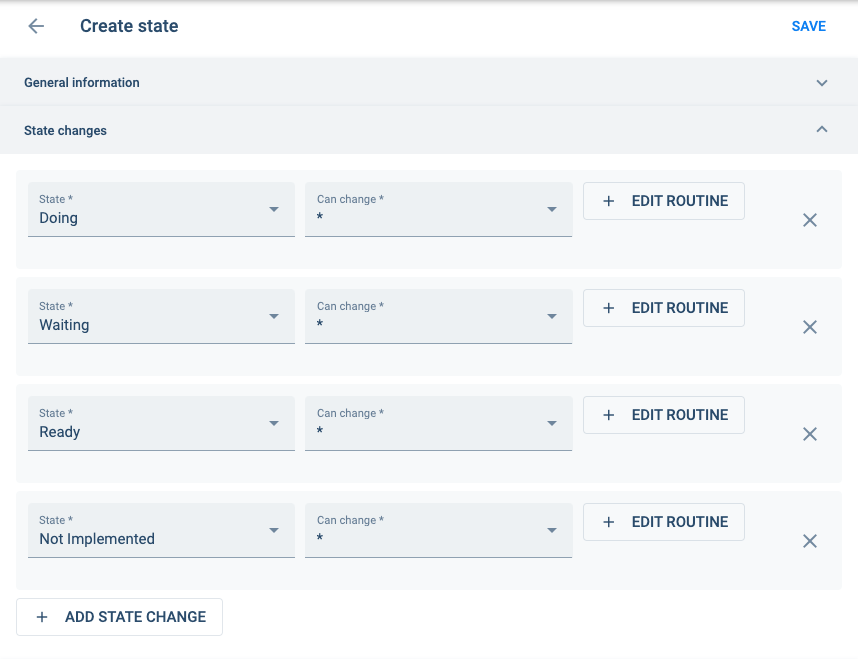 Create state
SAVE
General information
State changes
State *
Doing
Can change *
*
+ EDIT ROUTINE
State *
Waiting
Can change *
*
+ EDIT ROUTINE
State *
Ready
Can change *
*
+ EDIT ROUTINE
State *
Not Implemented
Can change *
*
+ EDIT ROUTINE
+ ADD STATE CHANGE